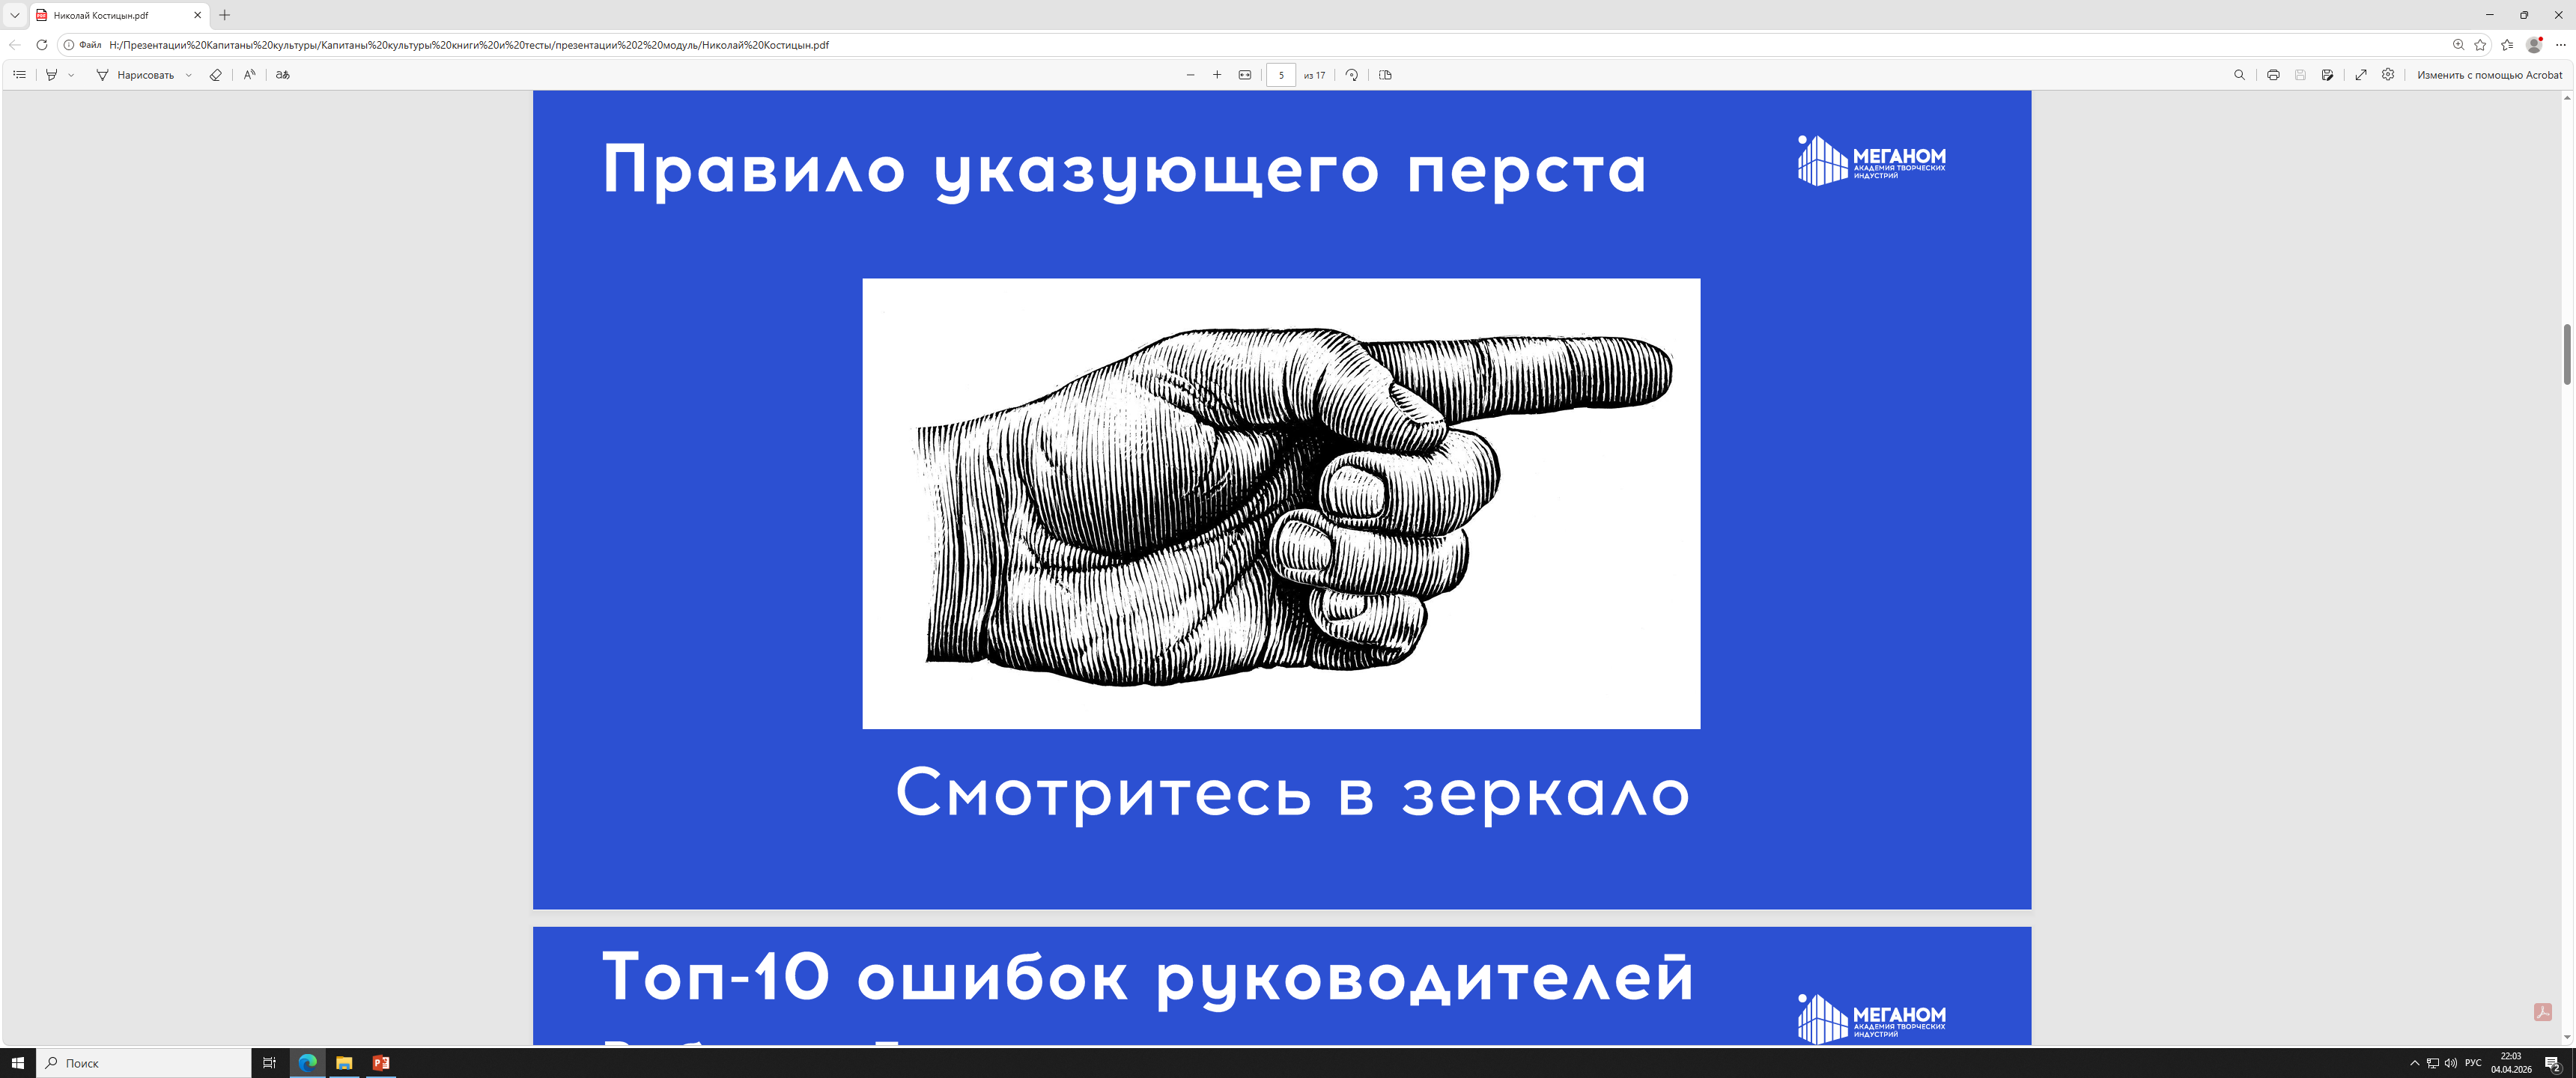 Николай Костицын.pdf
Файл
H:/Презентации%20Капитаны%20культуры/Капитаны%20культуры%20книги%20и%20тесты/презентации%202%20модуль/Николай%20Костицын.pdf
Нарисовать
5 из 17
Изменить с помощью Acrobat
Правило указующего перста
МЕГАНОМ
АКАДЕМИЯ ТВОРЧЕСКИХ
ИНДУСТРИЙ
Смотритесь в зеркало
Топ-10 ошибок руководителей
МЕГАНОМ
АКАДЕМИЯ ТВОРЧЕСКИХ
ИНДУСТРИЙ
Поиск
РУС
22:03
04.04.2026
2